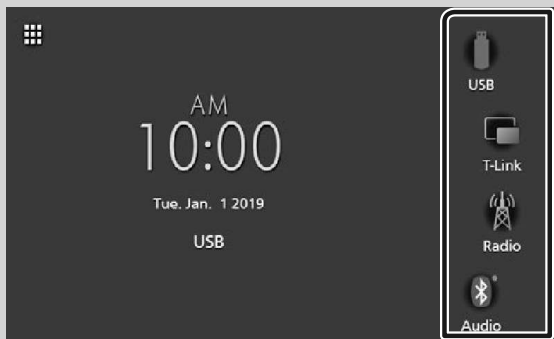 AM
10:00
Tue. Jan. 1 2019
USB
USB
T-Link
Radio
Audio